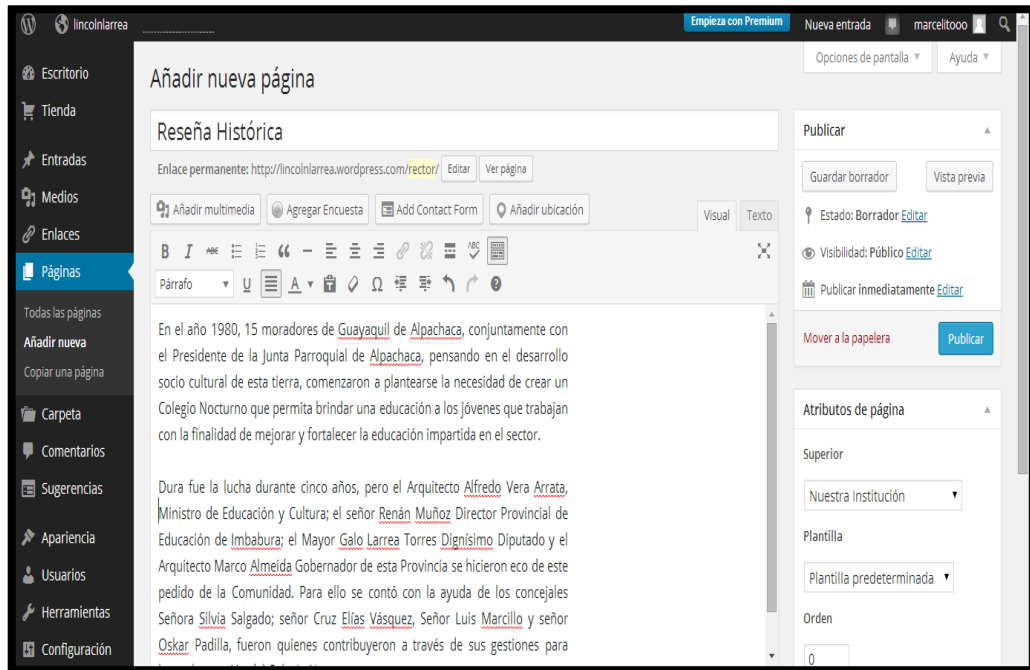 lincolnlarrea
Empieza con Premium
Nueva entrada
marcelitooo
Escritorio
Tienda
Entradas
Medios
Enlaces
Páginas
Todas las páginas
Añadir nueva
Copiar una página
Carpeta
Comentarios
Sugerencias
Apariencia
Usuarios
Herramientas
Configuración
Opciones de pantalla
Ayuda
Añadir nueva página
Reseña Histórica
Enlace permanente: http://lincolnlarrea.wordpress.com/rector/ Editar Ver página
Añadir multimedia Agregar Encuesta Add Contact Form Añadir ubicación
Visual Texto
B I ABC ABC
Párrafo U A Ω
En el año 1980, 15 moradores de Guayaquil de Alpachaca, conjuntamente con
el Presidente de la Junta Parroquial de Alpachaca, pensando en el desarrollo
socio cultural de esta tierra, comenzaron a plantearse la necesidad de crear un
Colegio Nocturno que permita brindar una educación a los jóvenes que trabajan
con la finalidad de mejorar y fortalecer la educación impartida en el sector.
Dura fue la lucha durante cinco años, pero el Arquitecto Alfredo Vera Arrata,
Ministro de Educación y Cultura; el señor Renán Muñoz Director Provincial de
Educación de Imbabura; el Mayor Galo Larrea Torres Dignísimo Diputado y el
Arquitecto Marco Almeida Gobernador de esta Provincia se hicieron eco de este
pedido de la Comunidad. Para ello se contó con la ayuda de los concejales
Señora Silvia Salgado; señor Cruz Elías Vásquez, Señor Luis Marcillo y señor
Oskar Padilla, fueron quienes contribuyeron a través de sus gestiones para
Publicar
Guardar borrador Vista previa
Estado: Borrador Editar
Visibilidad: Público Editar
Publicar inmediatamente Editar
Mover a la papelera Publicar
Atributos de página
Superior
Nuestra Institución
Plantilla
Plantilla predeterminada
Orden
0